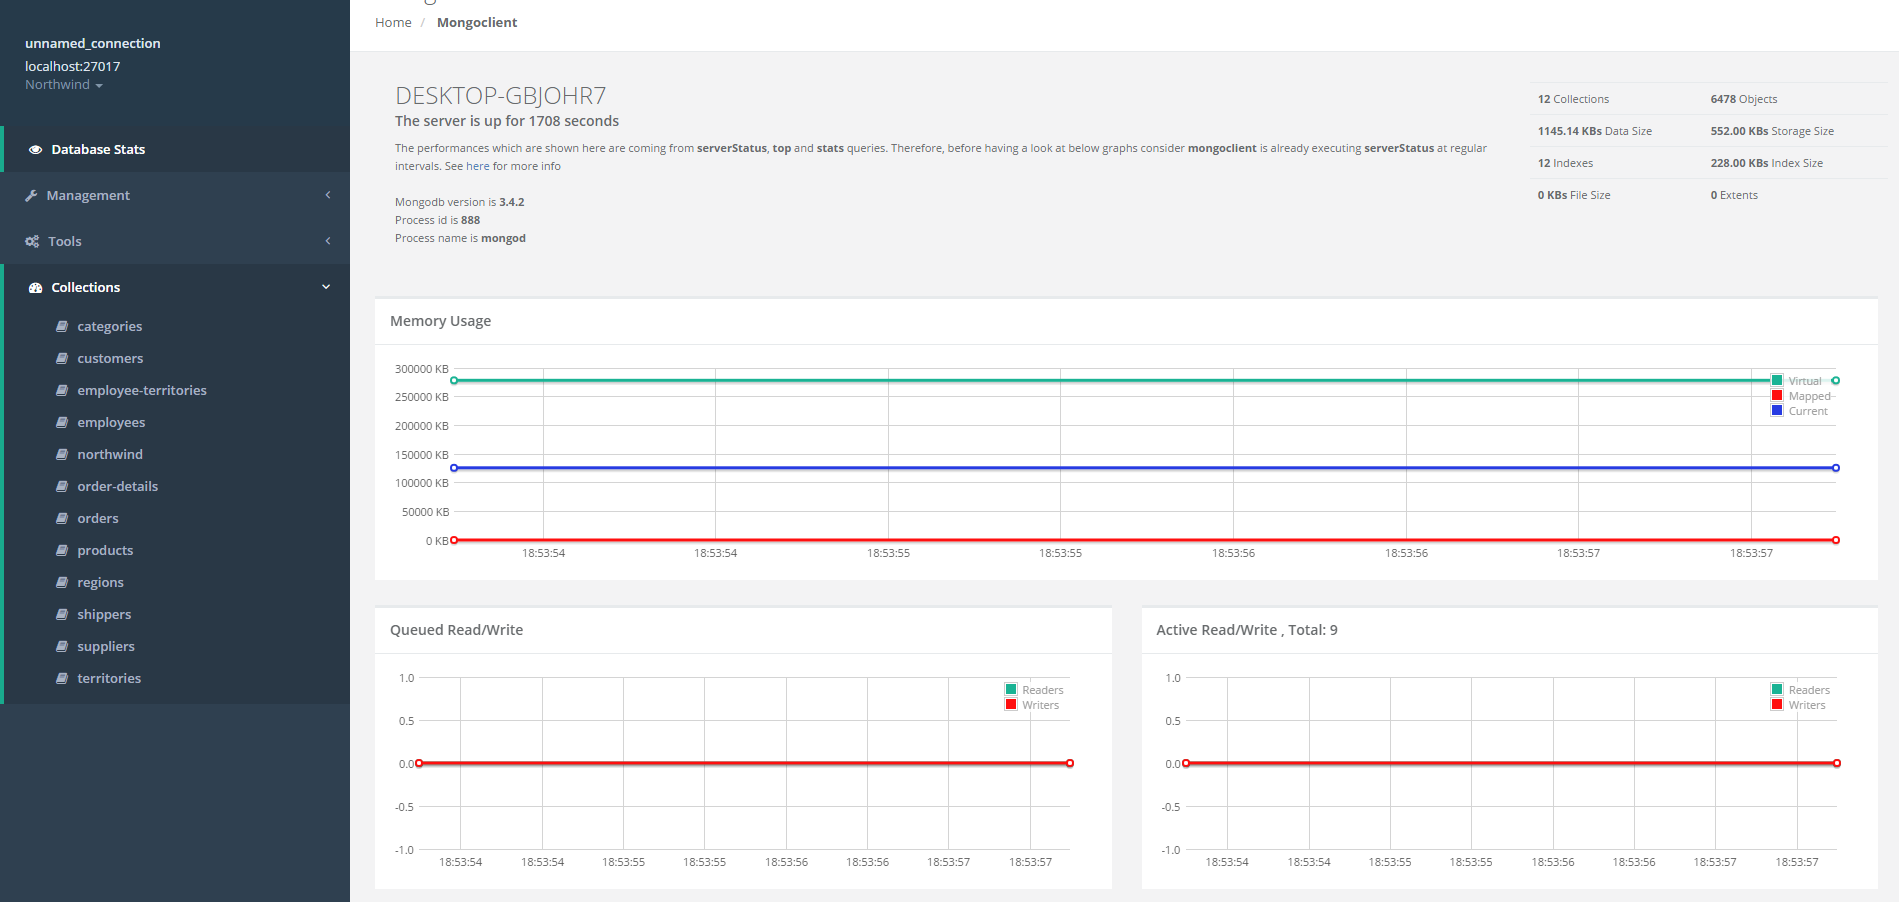 unnamed_connection
localhost:27017
Northwind
Database Stats
Management
Tools
Collections
categories
customers
employee-territories
employees
northwind
order-details
orders
products
regions
shippers
suppliers
territories
Home / Mongoclient
DESKTOP-GBJOHR7
The server is up for 1708 seconds
The performances which are shown here are coming from serverStatus, top and stats queries. Therefore, before having a look at below graphs consider mongoclient is already executing serverStatus at regular
intervals. See here for more info
Mongodb version is 3.4.2
Process id is 888
Process name is mongod
12 Collections 6478 Objects
1145.14 KBs Data Size 552.00 KBs Storage Size
12 Indexes 228.00 KBs Index Size
0 KBs File Size 0 Extents
Memory Usage
300000 KB
250000 KB
200000 KB
150000 KB
100000 KB
50000 KB
0 KB
Virtual
Mapped
Current
18:53:54 18:53:54 18:53:55 18:53:55 18:53:56 18:53:56 18:53:57 18:53:57
Queued Read/Write
1.0
0.5
0.0
-0.5
-1.0
Readers
Writers
18:53:54 18:53:54 18:53:55 18:53:55 18:53:56 18:53:56 18:53:57 18:53:57
Active Read/Write , Total: 9
1.0
0.5
0.0
-0.5
-1.0
Readers
Writers
18:53:54 18:53:54 18:53:55 18:53:55 18:53:56 18:53:56 18:53:57 18:53:57